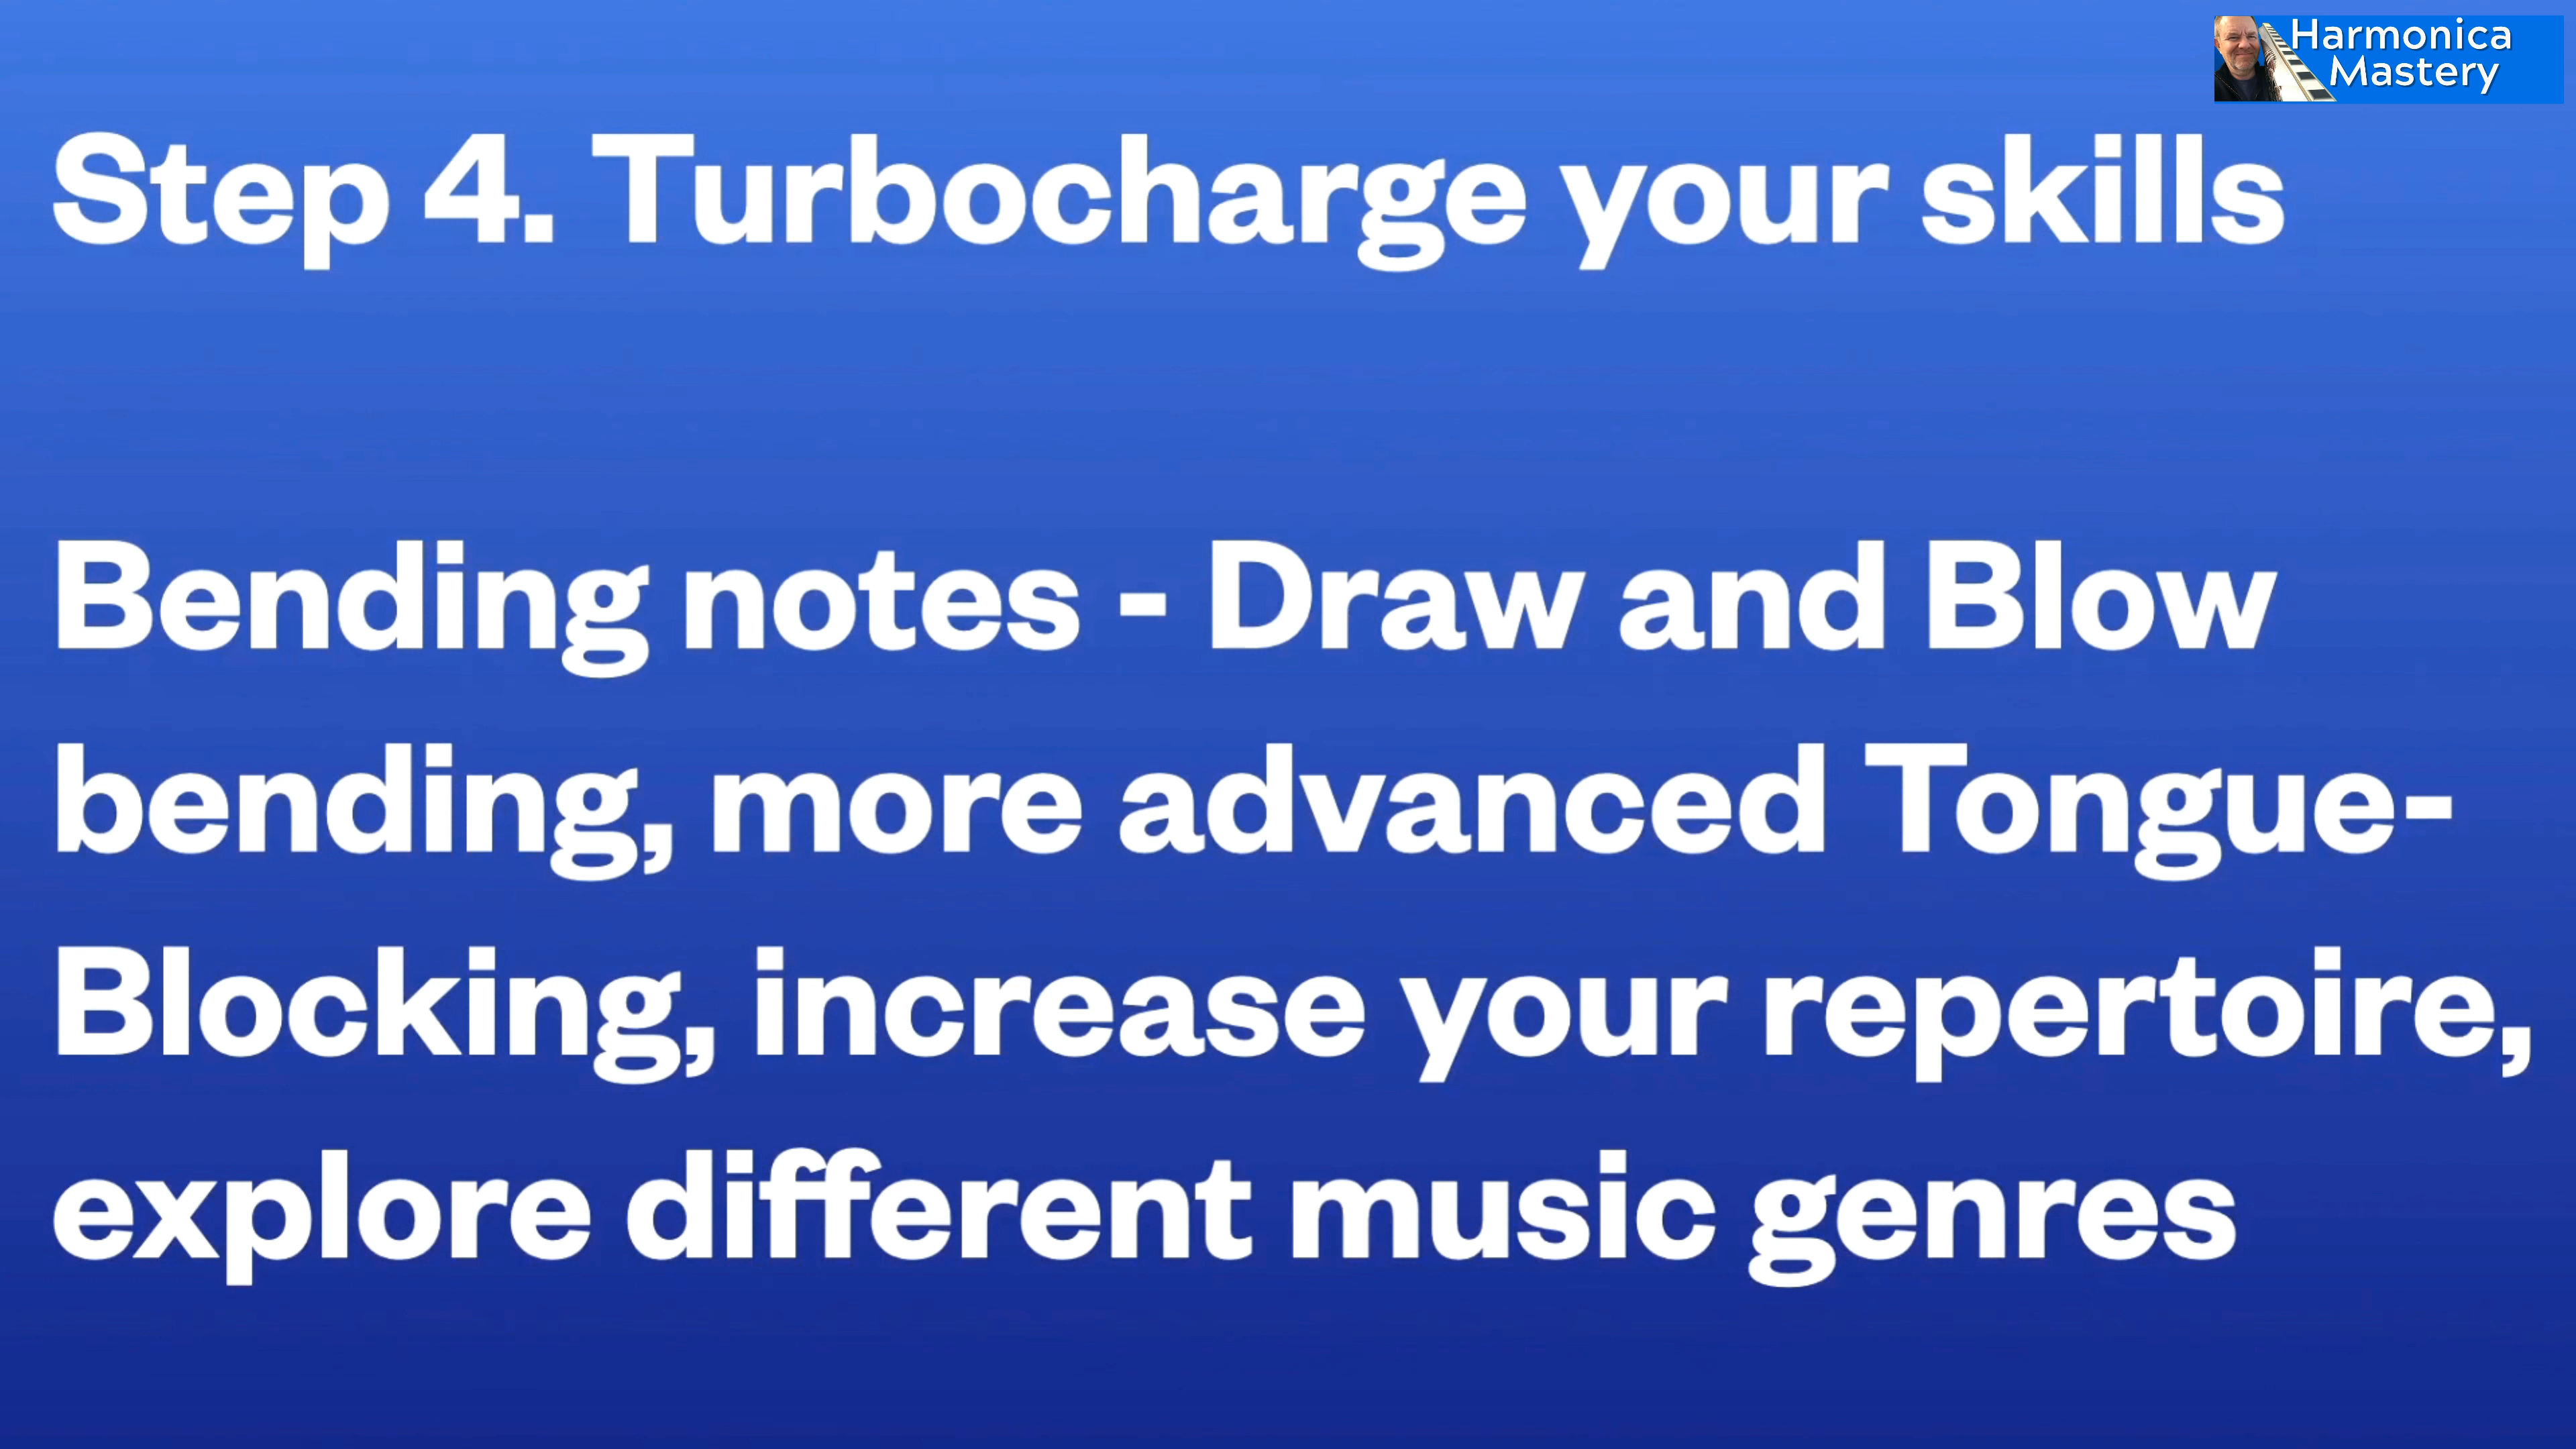 Harmonica
Mastery
Step 4. Turbocharge your skills
Bending notes - Draw and Blow
bending, more advanced Tongue-
Blocking, increase your repertoire,
explore different music genres